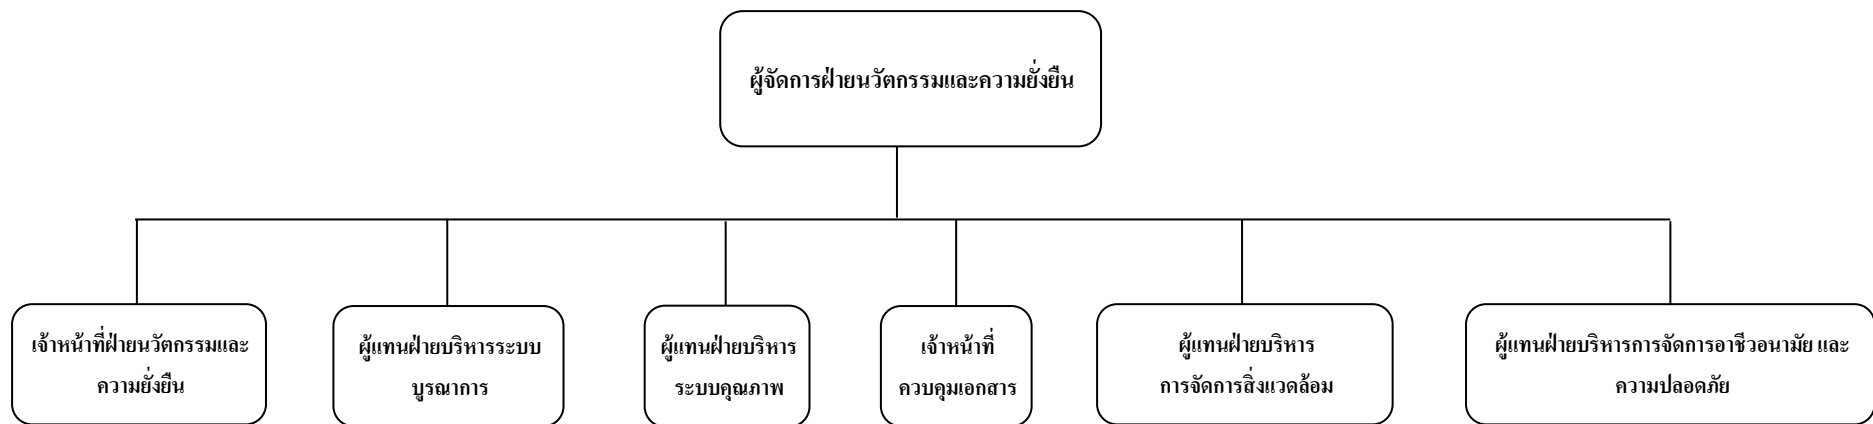 ผู้จัดการฝ่ายนวัตกรรมและความยั่งยืน
เจ้าหน้าที่ฝ่ายนวัตกรรมและ
ความยั่งยืน
ผู้แทนฝ่ายบริหารระบบ
บูรณาการ
ผู้แทนฝ่ายบริหาร
ระบบคุณภาพ
เจ้าหน้าที่
ควบคุมเอกสาร
ผู้แทนฝ่ายบริหาร
การจัดการสิ่งแวดล้อม
ผู้แทนฝ่ายบริหารการจัดการอาชีวอนามัย และ
ความปลอดภัย